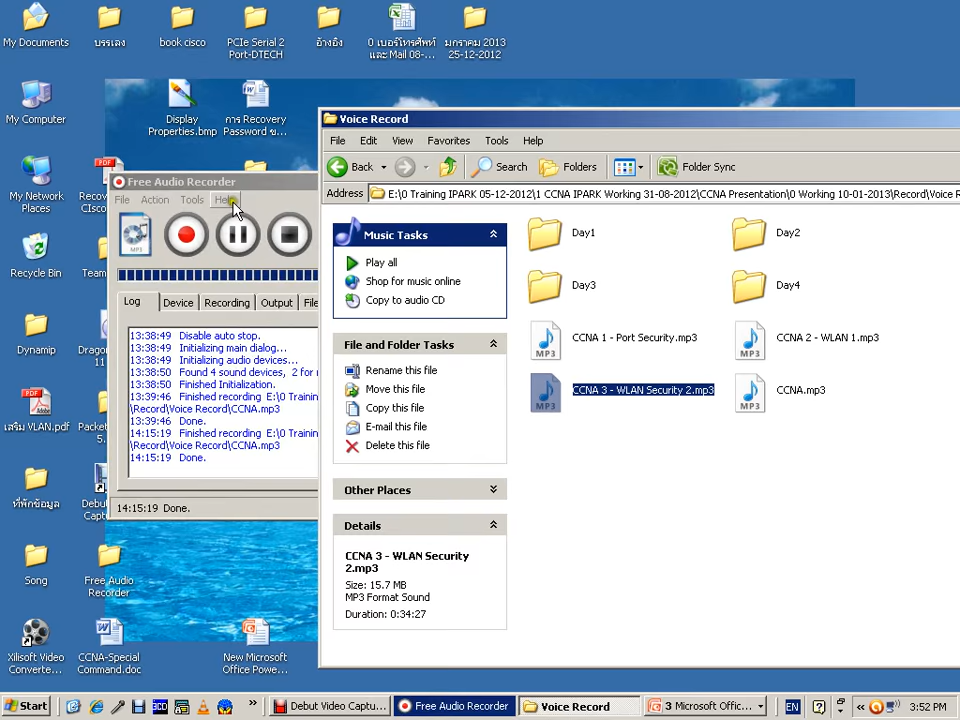 My Documents
บรรเลง
book cisco
PCIe Serial 2
Port-DTECH
อ้างอิง
0 เบอร์โทรศัพท์
และ Mail 08-...
มกราคม 2013
25-12-2012
My Computer
Display
Properties.bmp
การ Recovery
Password ข...
My Network
Places
Recov
CIsco
Recycle Bin
Team
Dynamip
Dragon
11
เสริม VLAN.pdf
Packet
5.
ที่พักข้อมูล
Debut
Captu
Song
Free Audio
Recorder
Xilisoft Video
Converte...
CCNA-Special
Command.doc
New Microsoft
Office Powe...
Free Audio Recorder
File Action Tools Help
MP3
Log Device Recording Output File
13:38:49 Disable auto stop.
13:38:49 Initializing main dialog...
13:38:49 Initializing audio devices...
13:38:50 Found 4 sound devices, 2 for r
13:38:50 Finished Initialization.
13:39:46 Finished recording E:\0 Trainin
\Record\Voice Record\CCNA.mp3
13:39:46 Done.
14:15:19 Finished recording E:\0 Trainin
\Record\Voice Record\CCNA.mp3
14:15:19 Done.
14:15:19 Done.
Voice Record
File Edit View Favorites Tools Help
Back Search Folders Folder Sync
Address E:\0 Training IPARK 05-12-2012\1 CCNA IPARK Working 31-08-2012\CCNA Presentation\0 Working 10-01-2013\Record\Voice R
Music Tasks
Play all
Shop for music online
Copy to audio CD
File and Folder Tasks
Rename this file
Move this file
Copy this file
E-mail this file
Delete this file
Other Places
Details
CCNA 3 - WLAN Security
2.mp3
Size: 15.7 MB
MP3 Format Sound
Duration: 0:34:27
Day1
Day2
Day3
Day4
MP3
CCNA 1 - Port Security.mp3
MP3
CCNA 2 - WLAN 1.mp3
MP3
CCNA 3 - WLAN Security 2.mp3
MP3
CCNA.mp3
Start
Debut Video Captu...
Free Audio Recorder
Voice Record
3 Microsoft Offic...
EN
3:52 PM